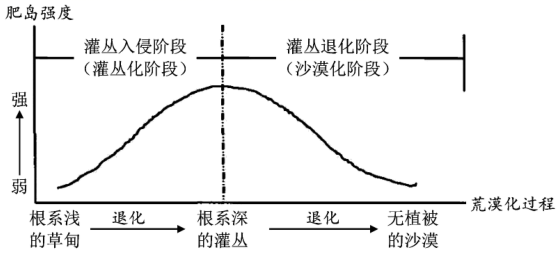 肥岛强度
灌丛入侵阶段
（灌丛化阶段）
灌丛退化阶段
（沙漠化阶段）
强
弱
荒漠化过程
根系浅
的草甸
退化
根系深
的灌丛
退化
无植被
的沙漠